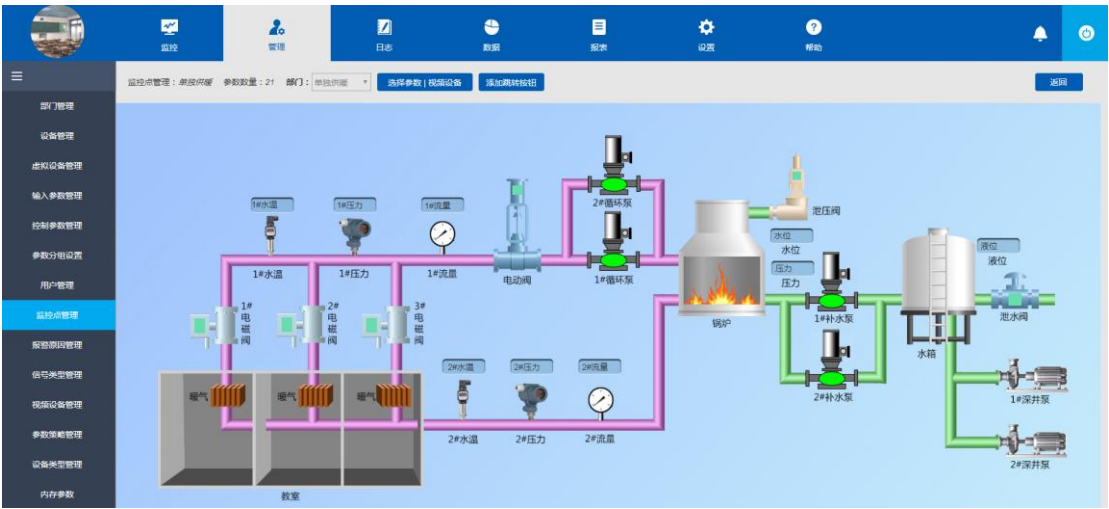 监控
管理
日志
数据
报表
设置
帮助
监控点管理：单独供暖 参数数量：21 部门： 单独供暖 选择参数 | 视频设备 添加跳转按钮 返回
部门管理
设备管理
虚拟设备管理
输入参数管理
控制参数管理
参数分组设置
用户管理
监控点管理
报警原因管理
信号类型管理
视频设备管理
参数策略管理
设备类型管理
内存参数
1#水温
1#压力
1#流量
1#水温
1#压力
1#流量
电动阀
2#循环泵
1#循环泵
泄压阀
水位
水位
压力
压力
锅炉
1#补水泵
2#补水泵
液位
液位
泄水阀
水箱
1#深井泵
2#深井泵
1#
电
磁
阀
2#
电
磁
阀
3#
电
磁
阀
暖气
暖气
暖气
2#水温
2#压力
2#流量
2#水温
2#压力
2#流量
教室